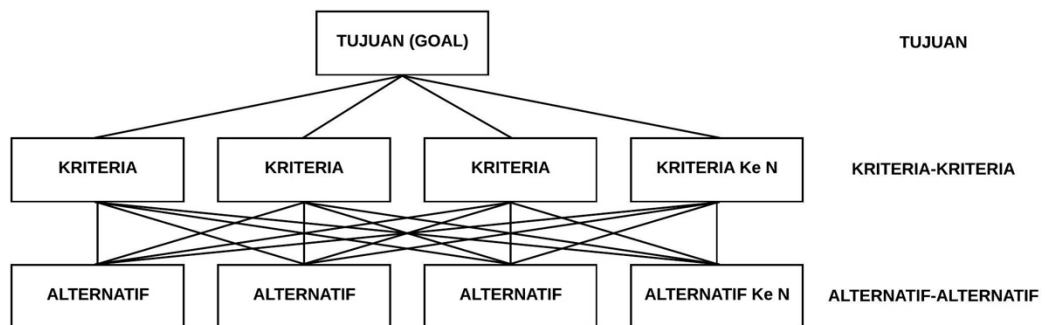 TUJUAN (GOAL)
TUJUAN
KRITERIA
KRITERIA
KRITERIA
KRITERIA Ke N
KRITERIA-KRITERIA
ALTERNATIF
ALTERNATIF
ALTERNATIF
ALTERNATIF Ke N
ALTERNATIF-ALTERNATIF